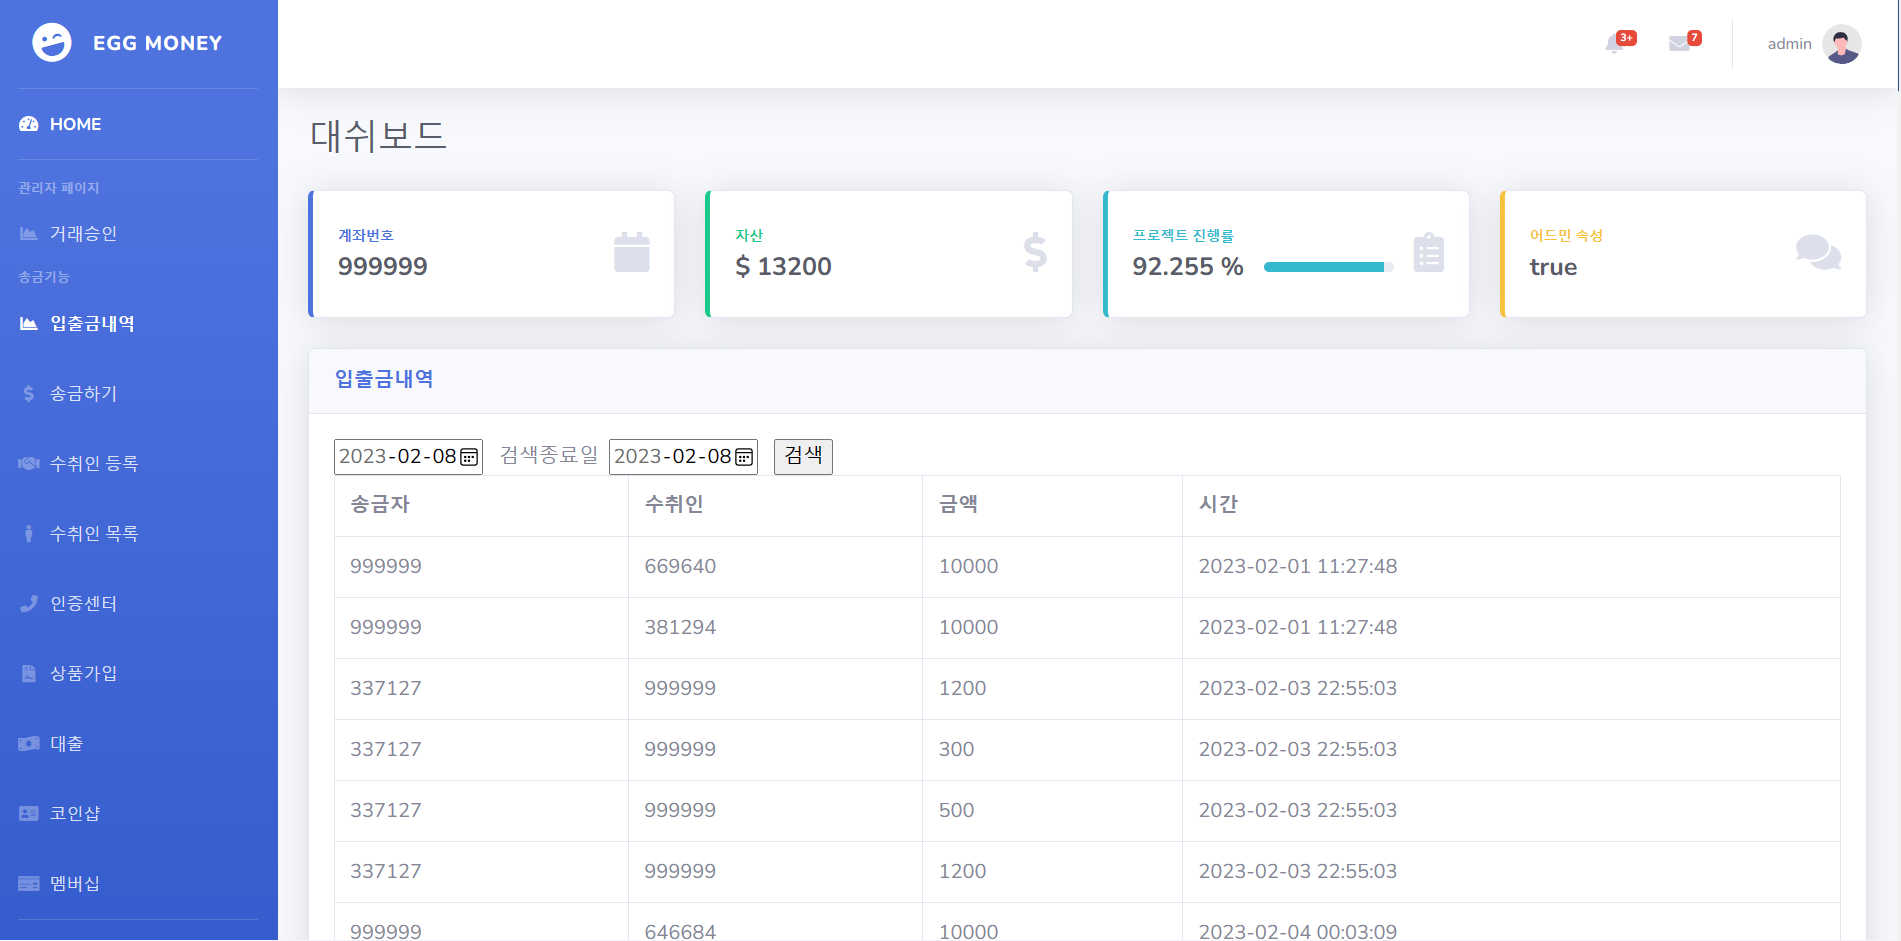 EGG MONEY
HOME
관리자 페이지
거래승인
송금기능
입출금내역
송금하기
수취인 등록
수취인 목록
인증센터
상품가입
대출
코인샵
멤버십
3+ 7 admin
대쉬보드
계좌번호
999999
자산
$ 13200
프로젝트 진행률
92.255 %
어드민 속성
true
입출금내역
2023-02-08 검색종료일 2023-02-08 검색
송금자 수취인 금액 시간
999999 669640 10000 2023-02-01 11:27:48
999999 381294 10000 2023-02-01 11:27:48
337127 999999 1200 2023-02-03 22:55:03
337127 999999 300 2023-02-03 22:55:03
337127 999999 500 2023-02-03 22:55:03
337127 999999 1200 2023-02-03 22:55:03
999999 646684 10000 2023-02-04 00:03:09